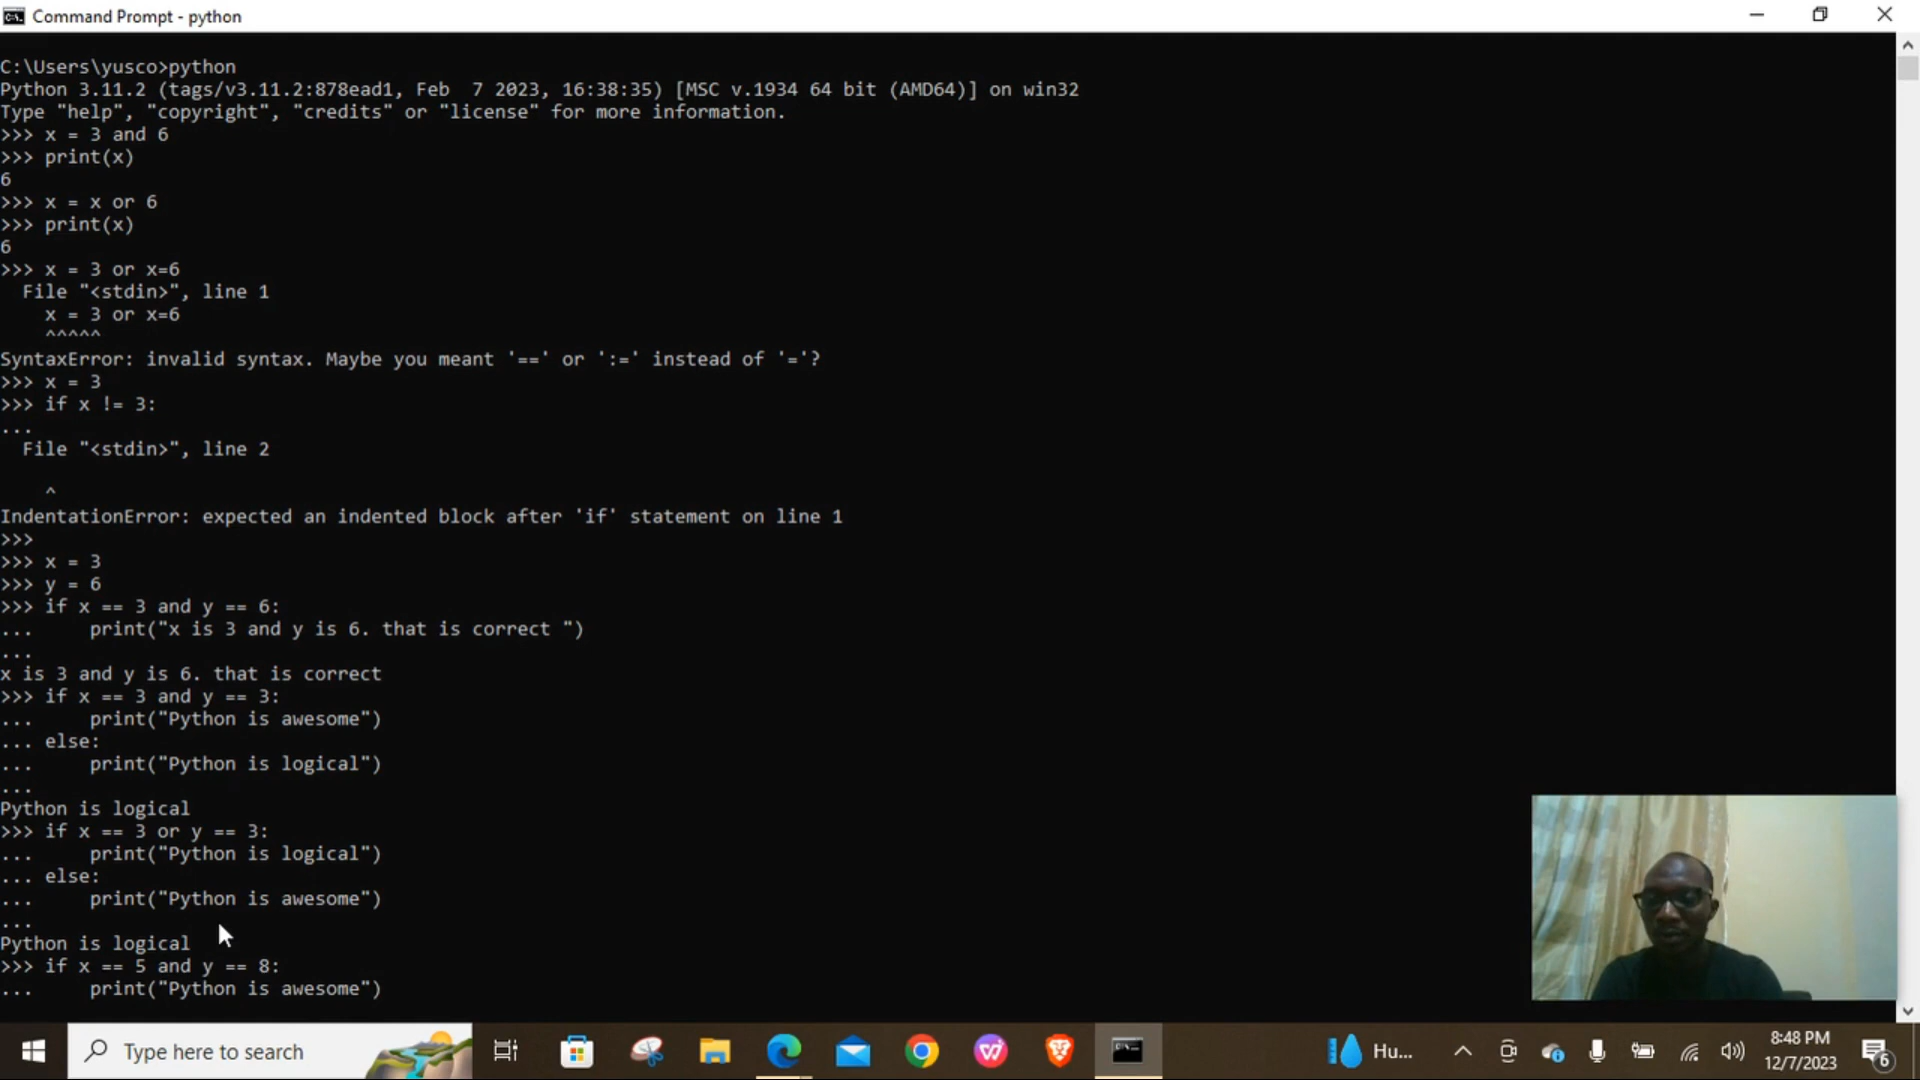 Command Prompt - python
C:\Users\yusco>python
Python 3.11.2 (tags/v3.11.2:878ead1, Feb  7 2023, 16:38:35) [MSC v.1934 64 bit (AMD64)] on win32
Type "help", "copyright", "credits" or "license" for more information.
>>> x = 3 and 6
>>> print(x)
6
>>> x = x or 6
>>> print(x)
6
>>> x = 3 or x=6
  File "<stdin>", line 1
    x = 3 or x=6
    ^^^^^
SyntaxError: invalid syntax. Maybe you meant '==' or ':=' instead of '='?
>>> x = 3
>>> if x != 3:
...
  File "<stdin>", line 2
    ^
IndentationError: expected an indented block after 'if' statement on line 1
>>>
>>> x = 3
>>> y = 6
>>> if x == 3 and y == 6:
...     print("x is 3 and y is 6. that is correct ")
...
x is 3 and y is 6. that is correct
>>> if x == 3 and y == 3:
...     print("Python is awesome")
... else:
...     print("Python is logical")
...
Python is logical
>>> if x == 3 or y == 3:
...     print("Python is logical")
... else:
...     print("Python is awesome")
...
Python is logical
>>> if x == 5 and y == 8:
...     print("Python is awesome")
Type here to search
Hu...
8:48 PM
12/7/2023
6